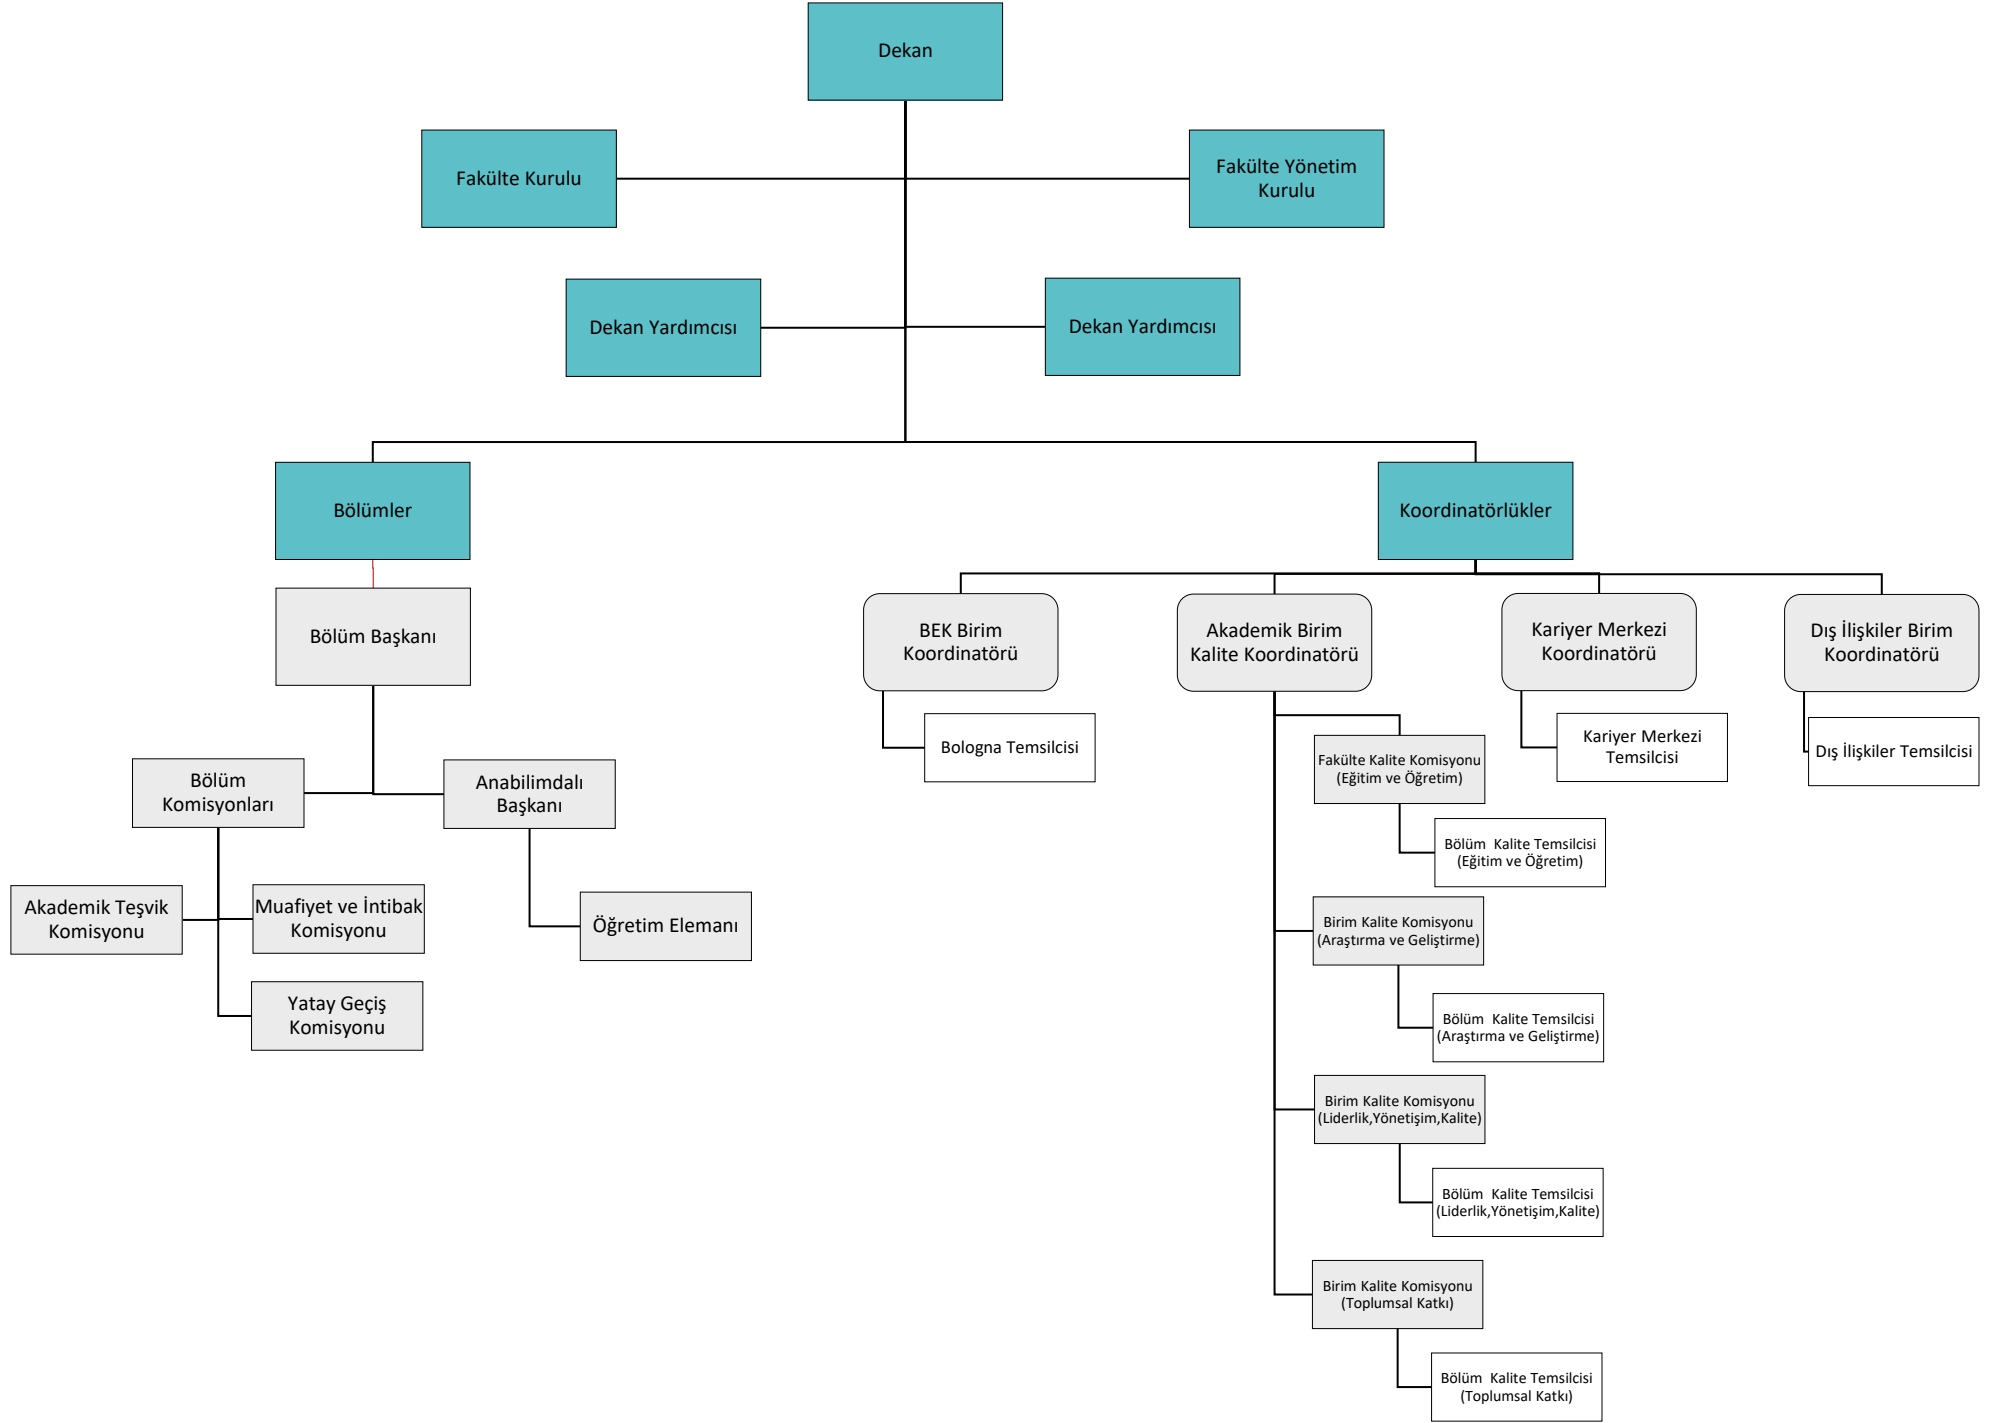 Dekan
Fakülte Kurulu
Fakülte Yönetim
Kurulu
Dekan Yardımcısı
Dekan Yardımcısı
Bölümler
Koordinatörlükler
Bölüm Başkanı
BEK Birim
Koordinatörü
Akademik Birim
Kalite Koordinatörü
Kariyer Merkezi
Koordinatörü
Dış İlişkiler Birim
Koordinatörü
Bologna Temsilcisi
Kariyer Merkezi
Temsilcisi
Dış İlişkiler Temsilcisi
Bölüm
Komisyonları
Anabilimdalı
Başkanı
Akademik Teşvik
Komisyonu
Muafiyet ve İntibak
Komisyonu
Yatay Geçiş
Komisyonu
Öğretim Elemanı
Fakülte Kalite Komisyonu
(Eğitim ve Öğretim)
Bölüm  Kalite Temsilcisi
(Eğitim ve Öğretim)
Birim Kalite Komisyonu
(Araştırma ve Geliştirme)
Bölüm  Kalite Temsilcisi
(Araştırma ve Geliştirme)
Birim Kalite Komisyonu
(Liderlik,Yönetişim,Kalite)
Bölüm  Kalite Temsilcisi
(Liderlik,Yönetişim,Kalite)
Birim Kalite Komisyonu
(Toplumsal Katkı)
Bölüm  Kalite Temsilcisi
(Toplumsal Katkı)